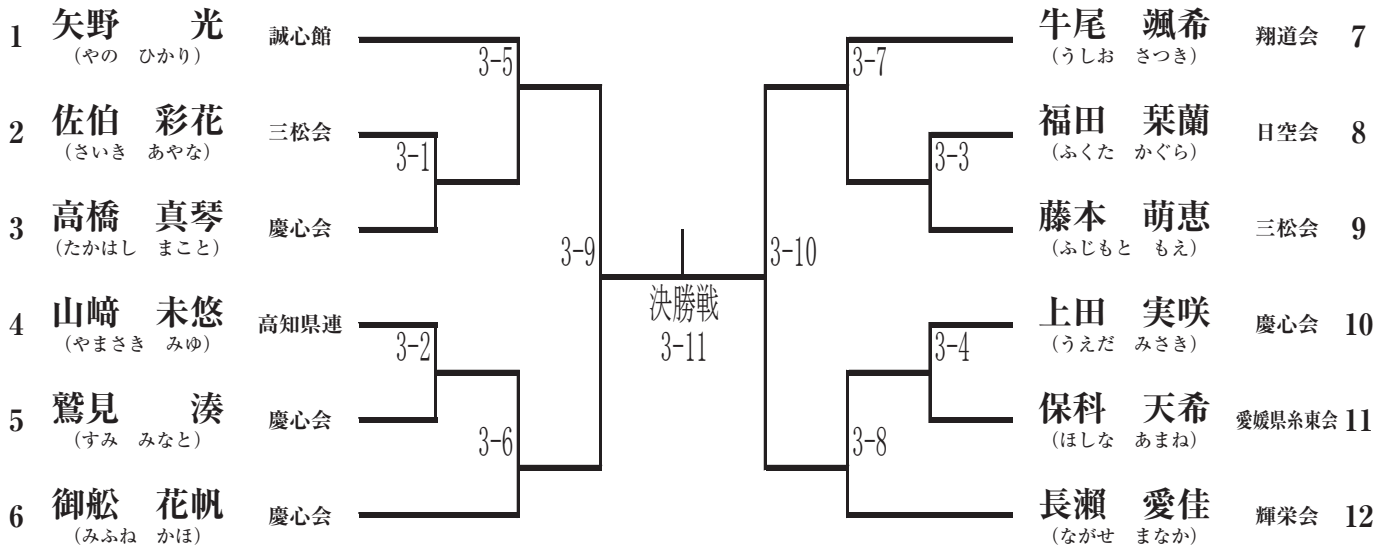 1 矢野 光 誠心館
（やの ひかり）
2 佐伯 彩花 三松会
（さいき あやな）
3 高橋 真琴 慶心会
（たかはし まこと）
4 山﨑 未悠 高知県連
（やまさき みゆ）
5 鷲見 湊 慶心会
（すみ みなと）
6 御舩 花帆 慶心会
（みふね かほ）
3-5
3-1
3-9
3-2
3-6
決勝戦
3-11
3-7
3-3
3-10
3-4
3-8
牛尾 颯希 翔道会 7
（うしお さつき）
福田 栞蘭 日空会 8
（ふくた かぐら）
藤本 萌恵 三松会 9
（ふじもと もえ）
上田 実咲 慶心会 10
（うえだ みさき）
保科 天希 愛媛県糸東会 11
（ほしな あまね）
長瀬 愛佳 輝栄会 12
（ながせ まなか）